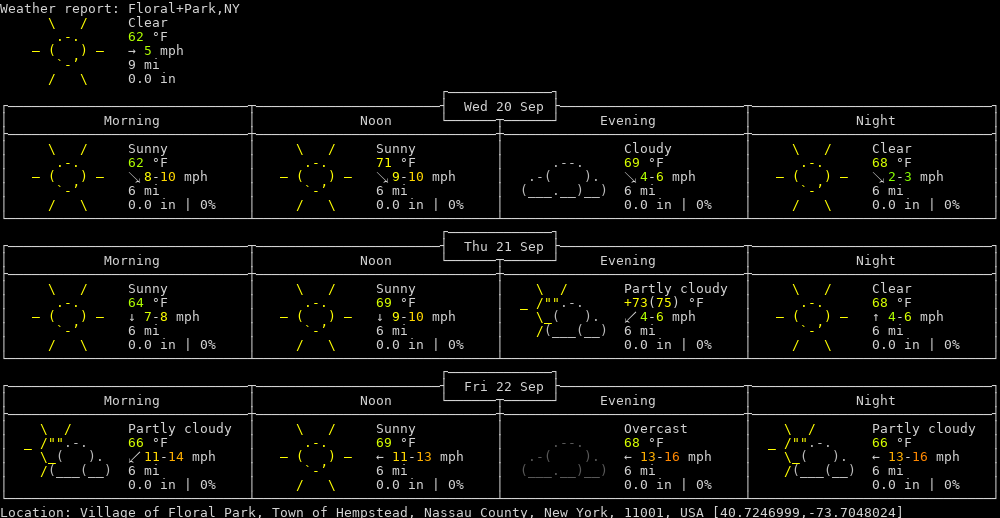 Weather report: Floral+Park,NY
Clear
62 °F
→ 5 mph
9 mi
0.0 in
Wed 20 Sep
Morning Noon Evening Night
Sunny Sunny Cloudy Clear
62 °F 71 °F 69 °F 68 °F
↘ 8-10 mph ↘ 9-10 mph ↘ 4-6 mph ↘ 2-3 mph
6 mi 6 mi 6 mi 6 mi
0.0 in | 0% 0.0 in | 0% 0.0 in | 0% 0.0 in | 0%
Thu 21 Sep
Morning Noon Evening Night
Sunny Sunny Partly cloudy Clear
64 °F 69 °F +73(75) °F 68 °F
↓ 7-8 mph ↓ 9-10 mph ↙ 4-6 mph ↑ 4-6 mph
6 mi 6 mi 6 mi 6 mi
0.0 in | 0% 0.0 in | 0% 0.0 in | 0% 0.0 in | 0%
Fri 22 Sep
Morning Noon Evening Night
Partly cloudy Sunny Overcast Partly cloudy
66 °F 69 °F 68 °F 66 °F
↙ 11-14 mph ← 11-13 mph ← 13-16 mph ← 13-16 mph
6 mi 6 mi 6 mi 6 mi
0.0 in | 0% 0.0 in | 0% 0.0 in | 0% 0.0 in | 0%
Location: Village of Floral Park, Town of Hempstead, Nassau County, New York, 11001, USA [40.7246999,-73.7048024]